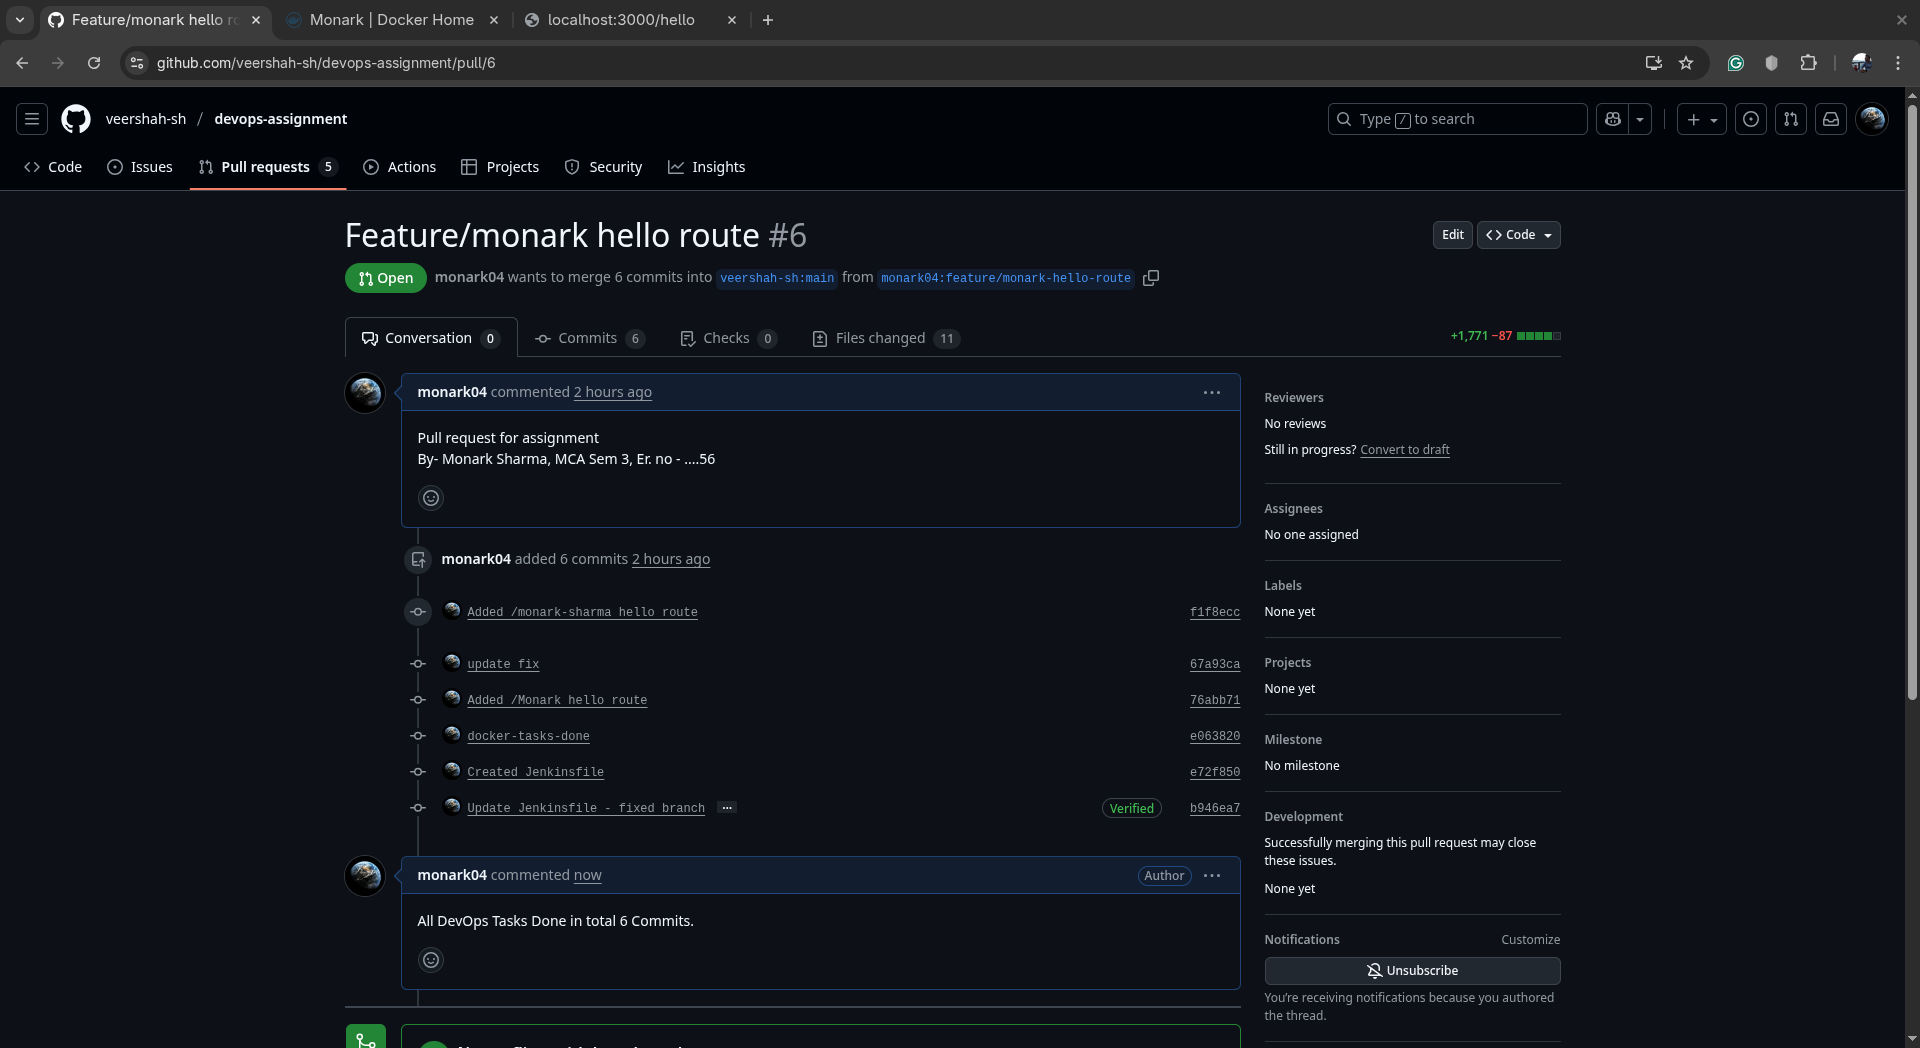 Feature/monark hello ro
Monark | Docker Home
localhost:3000/hello
github.com/veershah-sh/devops-assignment/pull/6
veershah-sh / devops-assignment
Type / to search
Code
Issues
Pull requests 5
Actions
Projects
Security
Insights
Feature/monark hello route #6
Edit
Code
Open
monark04 wants to merge 6 commits into veershah-sh:main from monark04:feature/monark-hello-route
Conversation 0
Commits 6
Checks 0
Files changed 11
+1,771 −87
monark04 commented 2 hours ago
Pull request for assignment
By- Monark Sharma, MCA Sem 3, Er. no - ....56
monark04 added 6 commits 2 hours ago
Added /monark-sharma hello route f1f8ecc
update fix 67a93ca
Added /Monark hello route 76abb71
docker-tasks-done e063820
Created Jenkinsfile e72f850
Update Jenkinsfile - fixed branch ... Verified b946ea7
monark04 commented now Author
All DevOps Tasks Done in total 6 Commits.
Reviewers
No reviews
Still in progress? Convert to draft
Assignees
No one assigned
Labels
None yet
Projects
None yet
Milestone
No milestone
Development
Successfully merging this pull request may close
these issues.
None yet
Notifications Customize
Unsubscribe
You're receiving notifications because you authored
the thread.